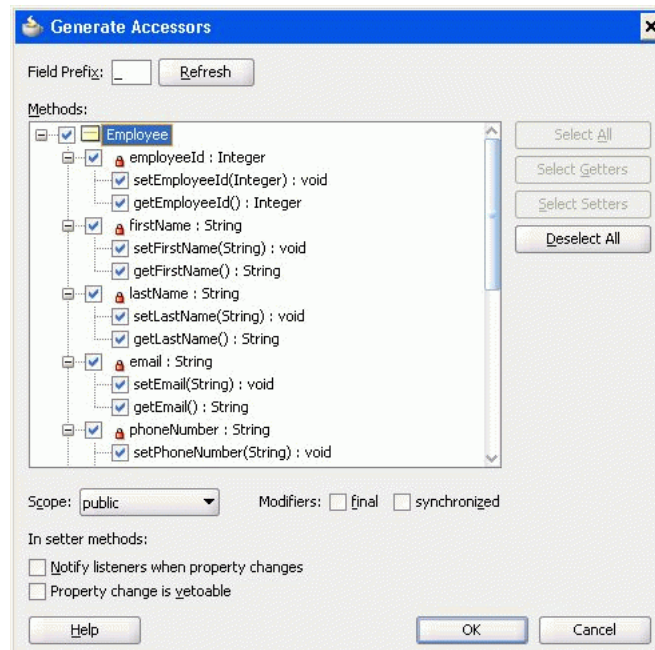 Generate Accessors
Field Prefix: _ Refresh
Methods:
Employee
employeeId : Integer
setEmployeeId(Integer) : void
getEmployeeId() : Integer
firstName : String
setFirstName(String) : void
getFirstName() : String
lastName : String
setLastName(String) : void
getLastName() : String
email : String
setEmail(String) : void
getEmail() : String
phoneNumber : String
setPhoneNumber(String) : void
Select All
Select Getters
Select Setters
Deselect All
Scope: public Modifiers: final synchronized
In setter methods:
Notify listeners when property changes
Property change is vetoable
Help OK Cancel